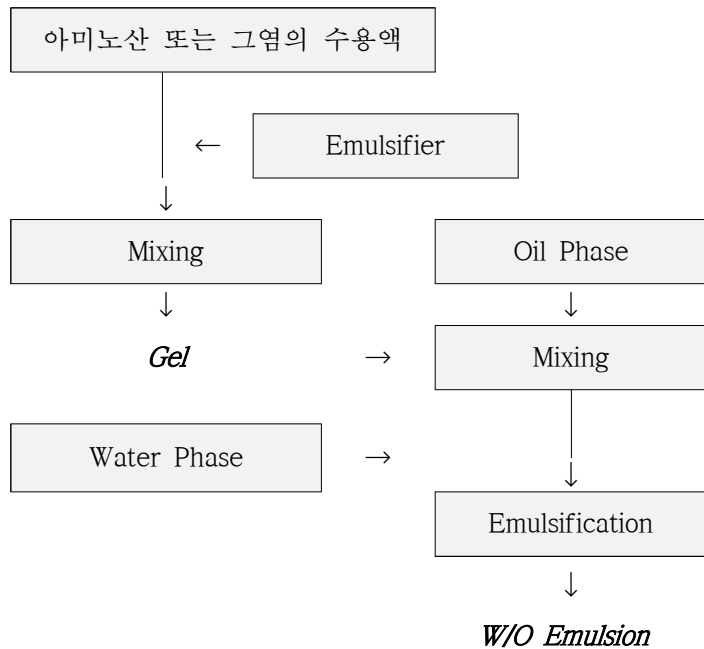 아미노산 또는 그염의 수용액
← Emulsifier
↓
Mixing
Oil Phase
↓
↓
Gel
→
Mixing
Water Phase
→
↓
Emulsification
↓
W/O Emulsion